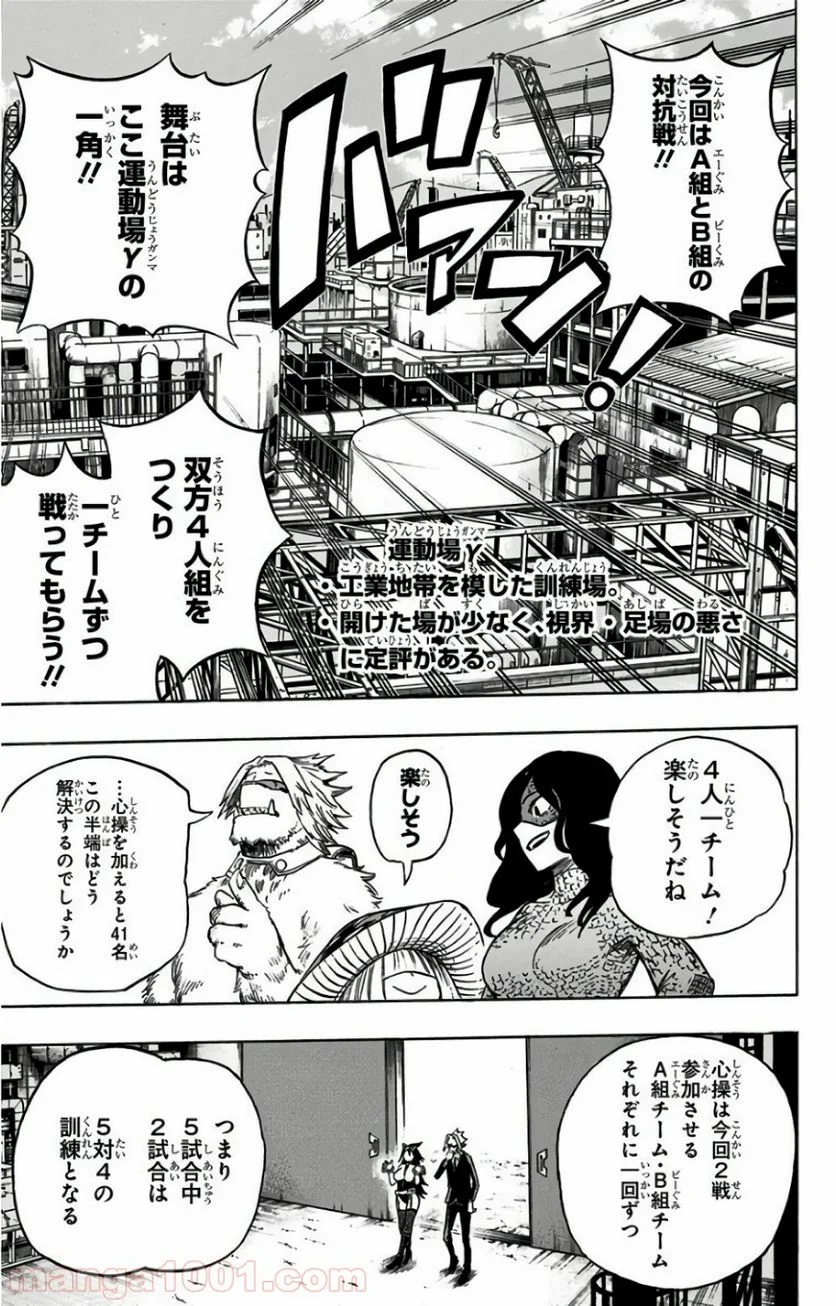 今回はA組とB組の
対抗戦!!
バァン!
舞台は
ここ運動場γの
一角!!
双方4人組を
つくり
一チームずつ
戦ってもらう!!
運動場γ
・工業地帯を模した訓練場。
・開けた場が少なく、視界・足場の悪さ
に定評がある。
4人一チーム!
楽しそうだね
楽しそう
…心操を加えると41名
この半端はどう
解決するのでしょうか
心操は今回2戦
参加させる
A組チーム・B組チーム
それぞれに一回ずつ
つまり
5試合中
2試合は
5対4の
訓練となる
manga1001.com